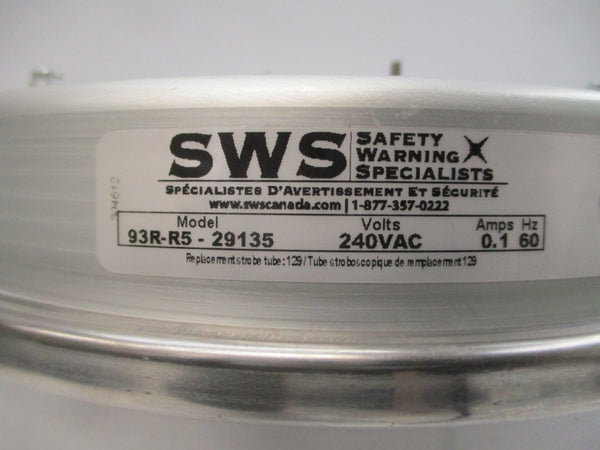 SWS SAFETY WARNING SPECIALISTS
SPÉCIALISTES D'AVERTISSEMENT ET SÉCURITÉ
www.swscanada.com | 1-877-357-0222
Model Volts Amps Hz
93R-R5 - 29135 240VAC 0.1 60
Replacement strobe tube: 129 / Tube stroboscopique de remplacement 129